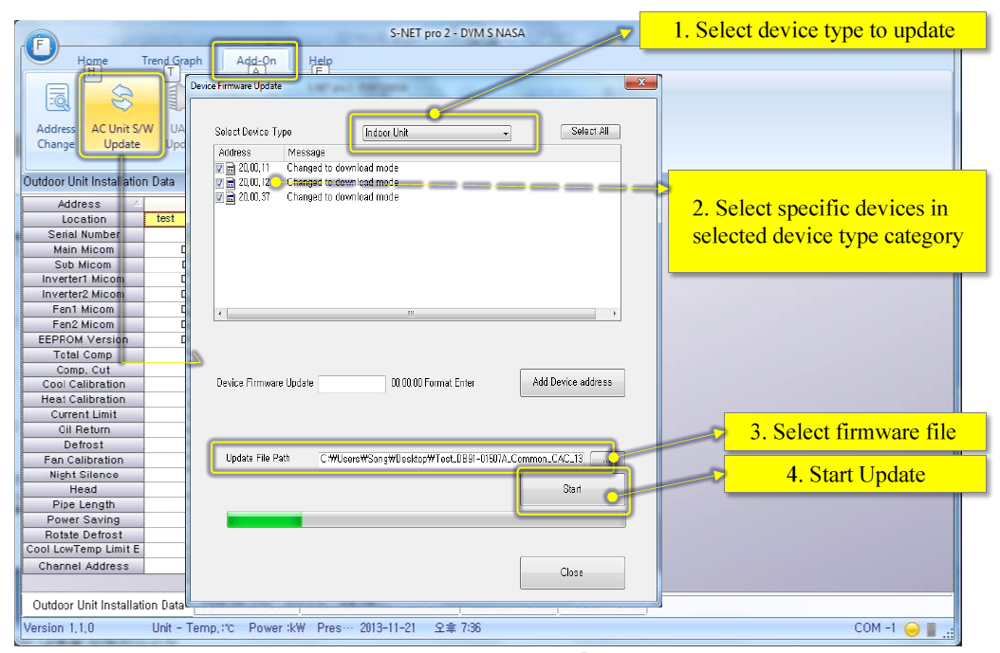 S-NET pro 2 - DVM S NASA
1. Select device type to update
F
Home Trend Graph Add-On Help
H T A E
Device Firmware Update
x
Address Change
AC Unit S/W Update
Select Device Type Indoor Unit Select All
Address Message
20,00,11 Changed to download mode
20,00,12 Changed to download mode
20,00,37 Changed to download mode
2. Select specific devices in
selected device type category
Outdoor Unit Installation Data
Address
Location test
Serial Number
Main Micom
Sub Micom
Inverter1 Micom
Inverter2 Micom
Fan1 Micom
Fan2 Micom
EEPROM Version
Total Comp
Comp, Cut
Cool Calibration
Heat Calibration
Current Limit
Oil Return
Defrost
Fan Calibration
Night Silence
Head
Pipe Length
Power Saving
Rotate Defrost
Cool LowTemp Limit E
Channel Address
Device Firmware Update 00,00,00 Format Enter Add Device address
Update File Path C:₩Users₩Song₩Desktop₩Test_DB91-01507A_Common_CAC_13 ...
3. Select firmware file
Start
4. Start Update
Close
Outdoor Unit Installation Data
Version 1,1,0 Unit - Temp,:℃ Power :kW Pres··· 2013-11-21 오후 7:36 COM -1